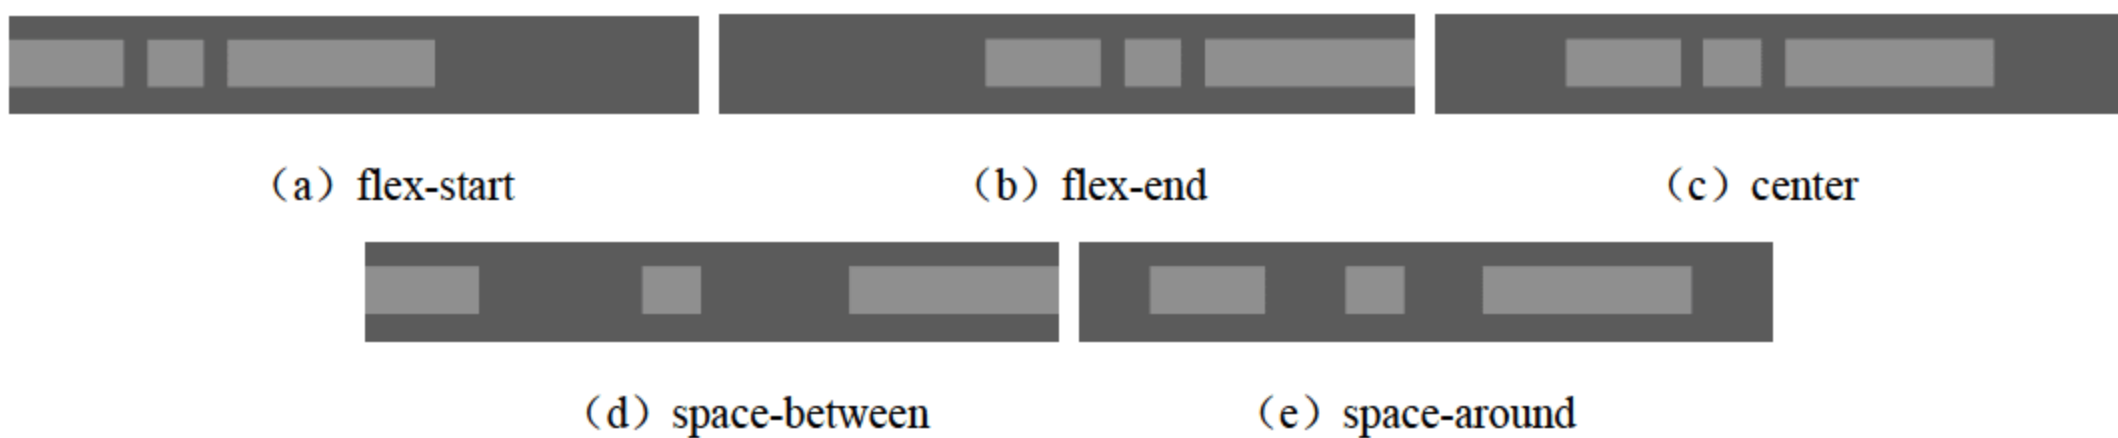 （a）flex-start
（b）flex-end
（c）center
（d）space-between
（e）space-around